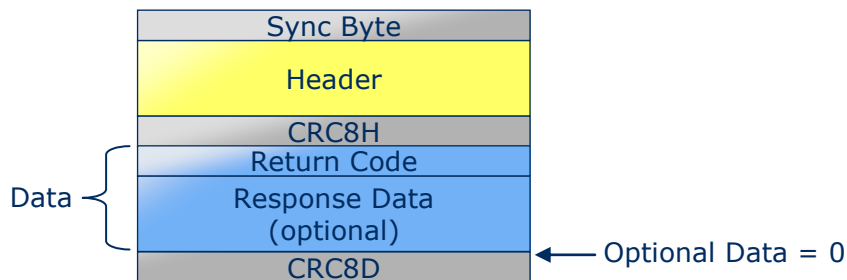 Sync Byte
Header
CRC8H
Return Code
Data
Response Data
(optional)
Optional Data = 0
CRC8D